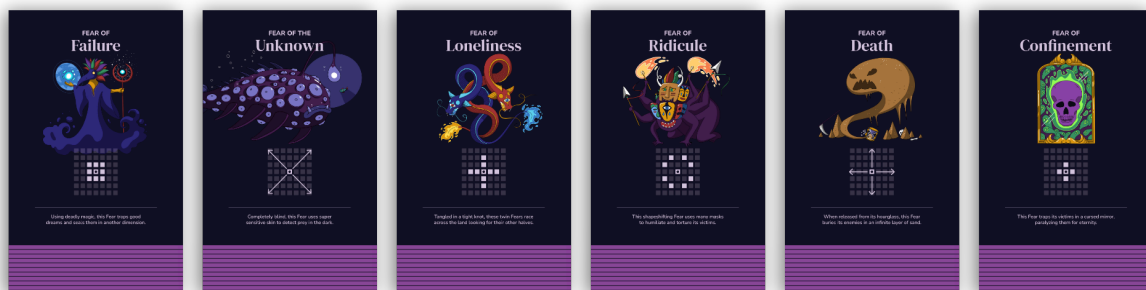 FEAR OF
Failure
Using deadly magic, this Fear traps good
dreams and seals them in another dimension.
FEAR OF THE
Unknown
Completely blind, this Fear uses super
sensitive skin to detect prey in the dark.
FEAR OF
Loneliness
Tangled in a tight knot, these twin Fears race
across the land looking for their other halves.
FEAR OF
Ridicule
This shapeshifting Fear uses many masks
to humiliate and torture its victims.
FEAR OF
Death
When released from its hourglass, this Fear
buries its enemies in an infinite layer of sand.
FEAR OF
Confinement
This Fear traps its victims in a cursed mirror,
paralyzing them for eternity.